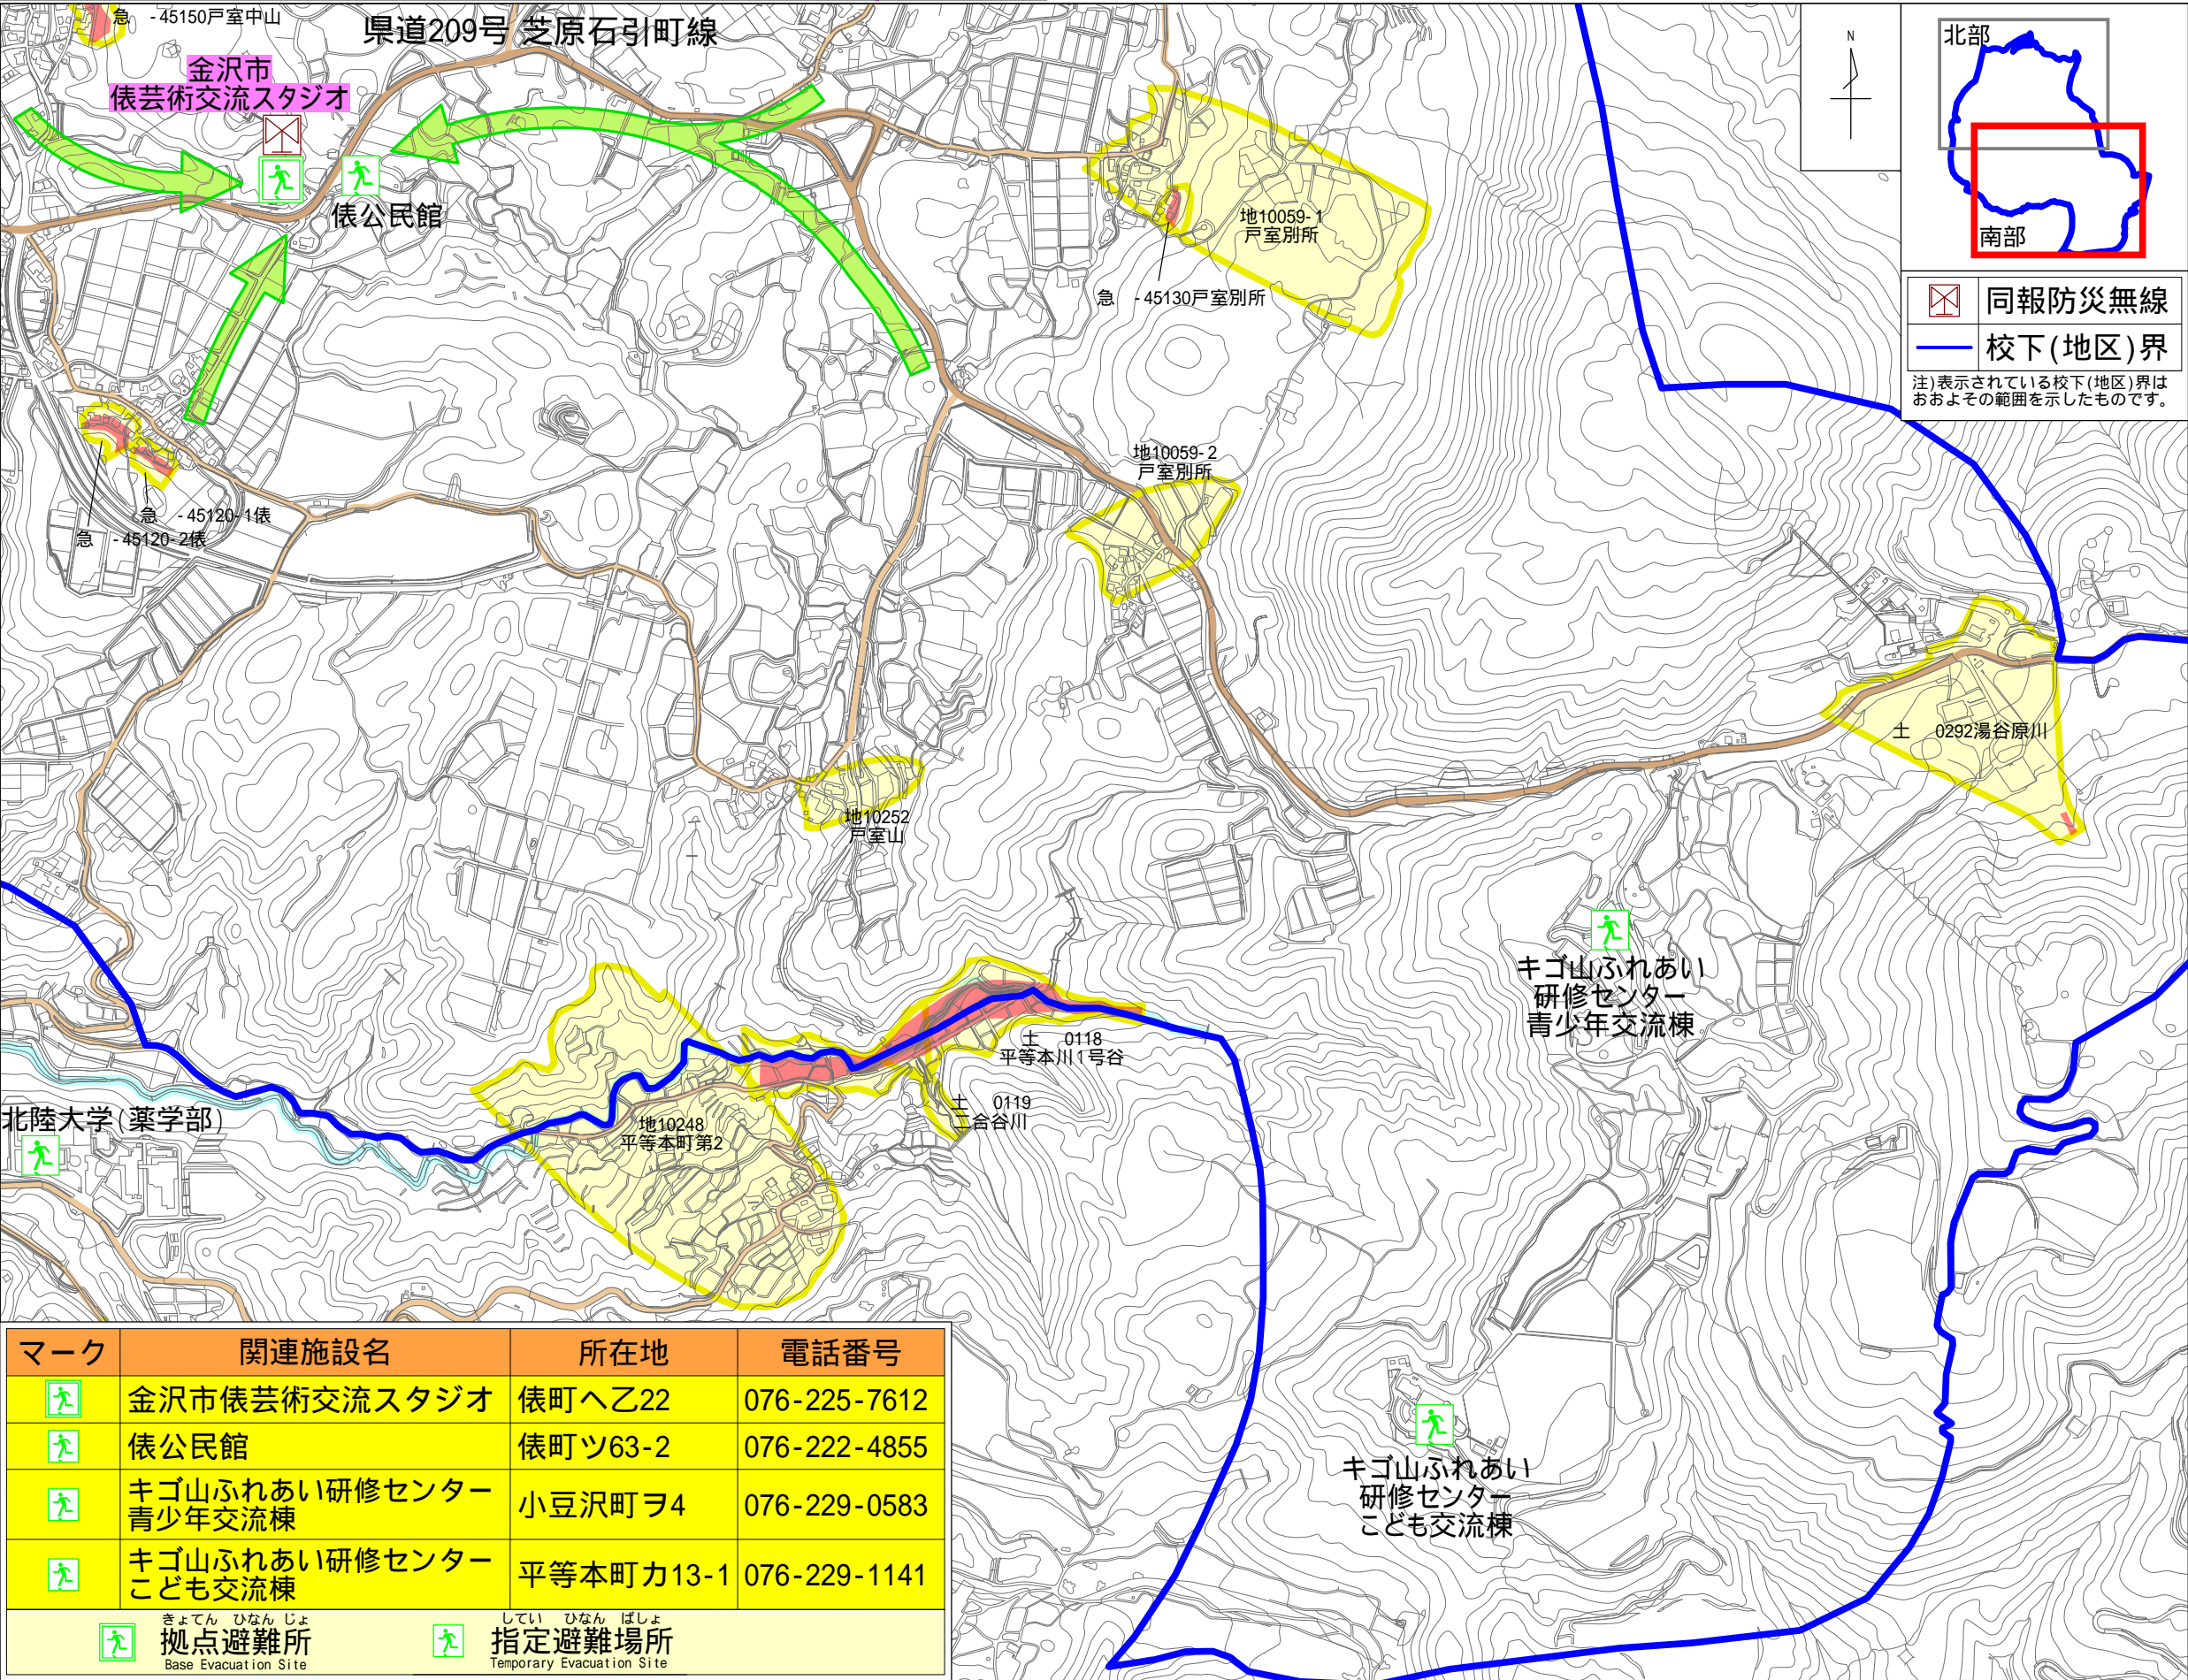 急 -45150戸室中山
県道209号 芝原石引町線
金沢市
俵芸術交流スタジオ
俵公民館
地10059-1
戸室別所
急 -45130戸室別所
N
北部
南部
同報防災無線
校下(地区)界
注)表示されている校下(地区)界は
おおよその範囲を示したものです。
地10059-2
戸室別所
急 -45120-1俵
急 -45120-2俵
土 0292湯谷原川
地10252
戸室山
キゴ山ふれあい
研修センター
青少年交流棟
土 0118
平等本川1号谷
土 0119
二合谷川
地10248
平等本町第2
北陸大学(薬学部)
キゴ山ふれあい
研修センター
こども交流棟
マーク 関連施設名 所在地 電話番号
金沢市俵芸術交流スタジオ 俵町ヘ乙22 076-225-7612
俵公民館 俵町ツ63-2 076-222-4855
キゴ山ふれあい研修センター
青少年交流棟 小豆沢町ヲ4 076-229-0583
キゴ山ふれあい研修センター
こども交流棟 平等本町カ13-1 076-229-1141
きょてん ひなん じょ
拠点避難所
Base Evacuation Site
してい ひなん ばしょ
指定避難場所
Temporary Evacuation Site